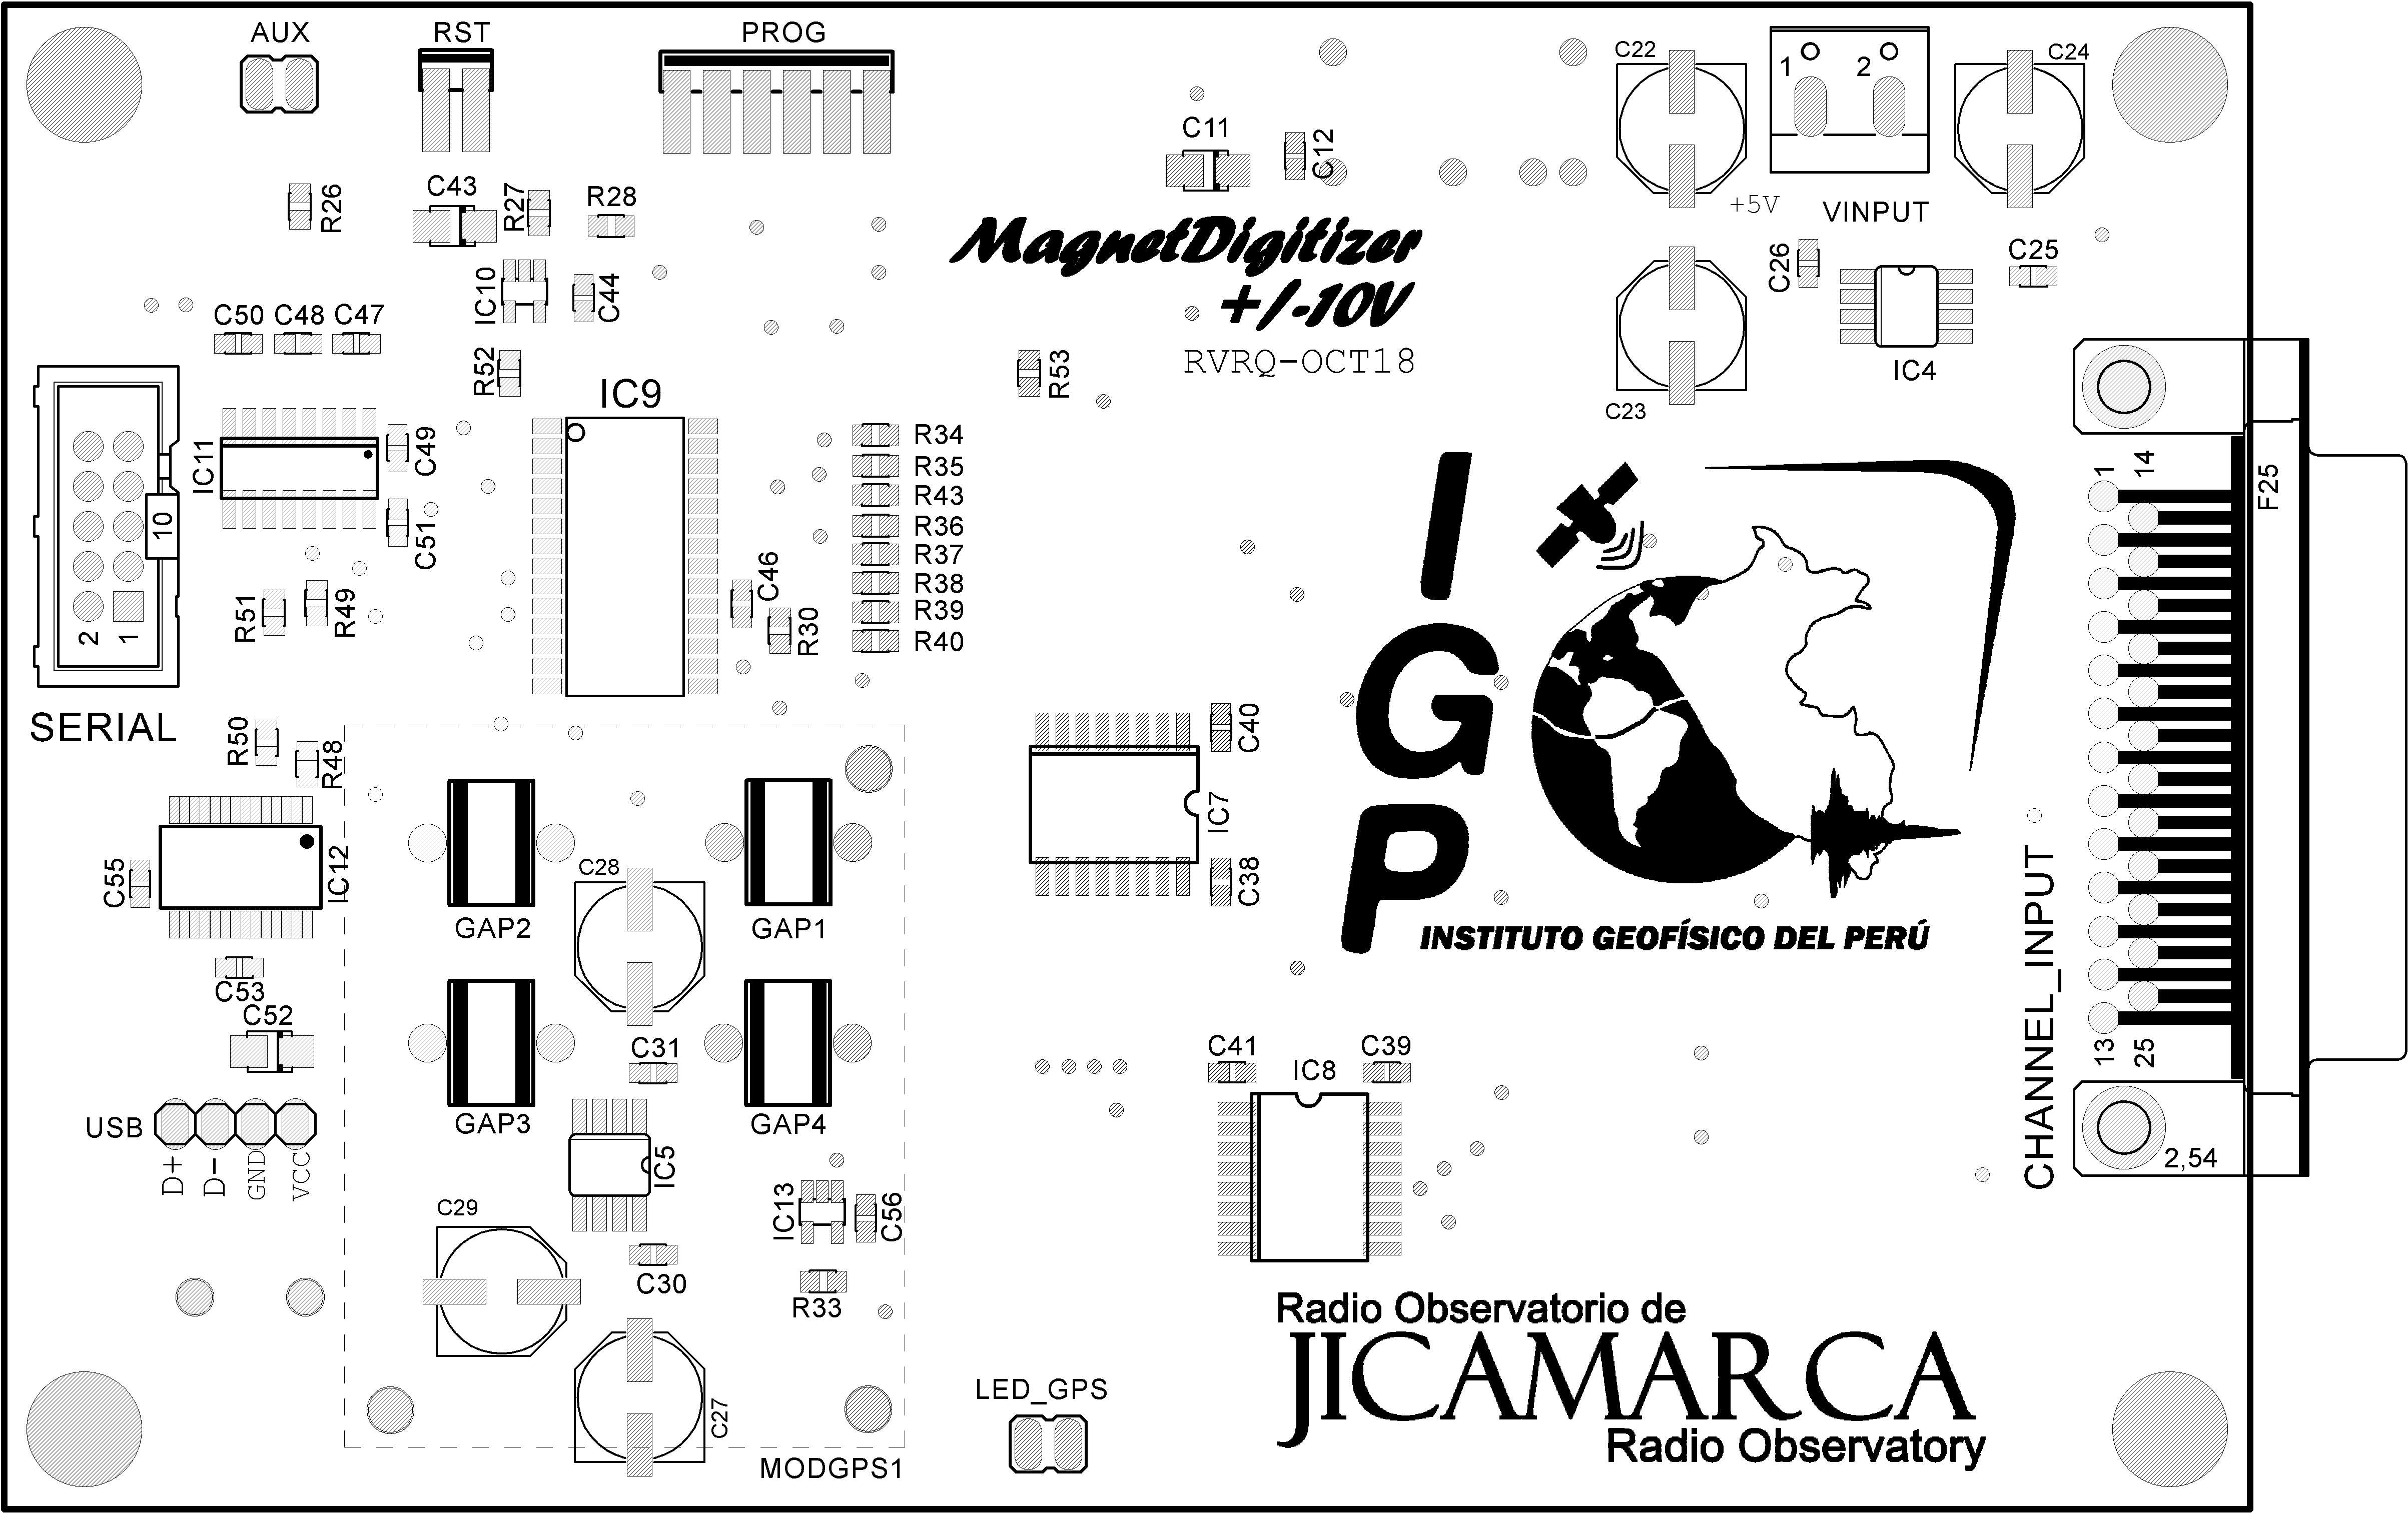 AUX
RST
PROG
C22
1 2
C24
C11
C12
R26
C43
R27
R28
+5V
VINPUT
MagnetDigitizer
+/-10V
RVRQ-OCT18
C26
C25
IC10
C44
C50 C48 C47
R52
R53
IC4
C23
IC9
IC11
C49
C51
10
2 1
R34
R35
R43
R36
R37
R38
R39
R40
C46
R30
R51
R49
SERIAL
R50
R48
1 14
F25
IGP
INSTITUTO GEOFÍSICO DEL PERÚ
C40
IC7
C38
IC12
C55
C53
C52
GAP2
C28
GAP1
C31
GAP3
GAP4
C41
IC8
C39
CHANNEL_INPUT
13 25
2,54
USB
D+
D-
GND
VCC
IC5
IC13
C56
C29
C30
R33
C27
MODGPS1
LED_GPS
Radio Observatorio de
JICAMARCA
Radio Observatory